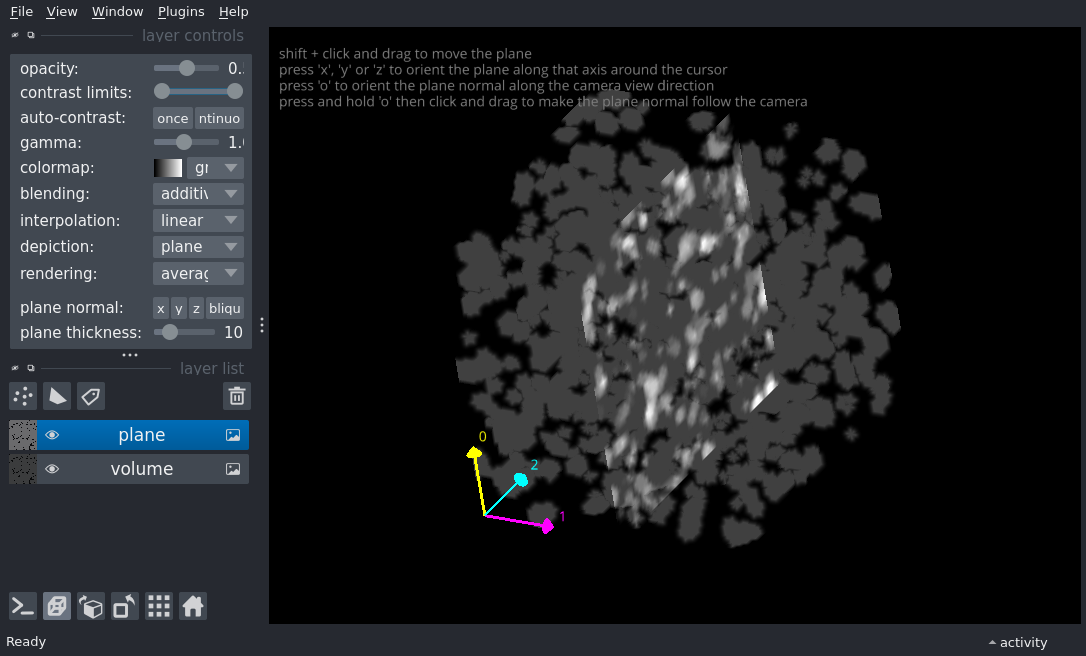 File View Window Plugins Help
layer controls
opacity: 0.
contrast limits:
auto-contrast: once ntinuo
gamma: 1.
colormap: gr
blending: additiv
interpolation: linear
depiction: plane
rendering: averag
plane normal: x y z bliqu
plane thickness: 10
layer list
plane
volume
shift + click and drag to move the plane
press 'x', 'y' or 'z' to orient the plane along that axis around the cursor
press 'o' to orient the plane normal along the camera view direction
press and hold 'o' then click and drag to make the plane normal follow the camera
0
2
1
Ready
activity